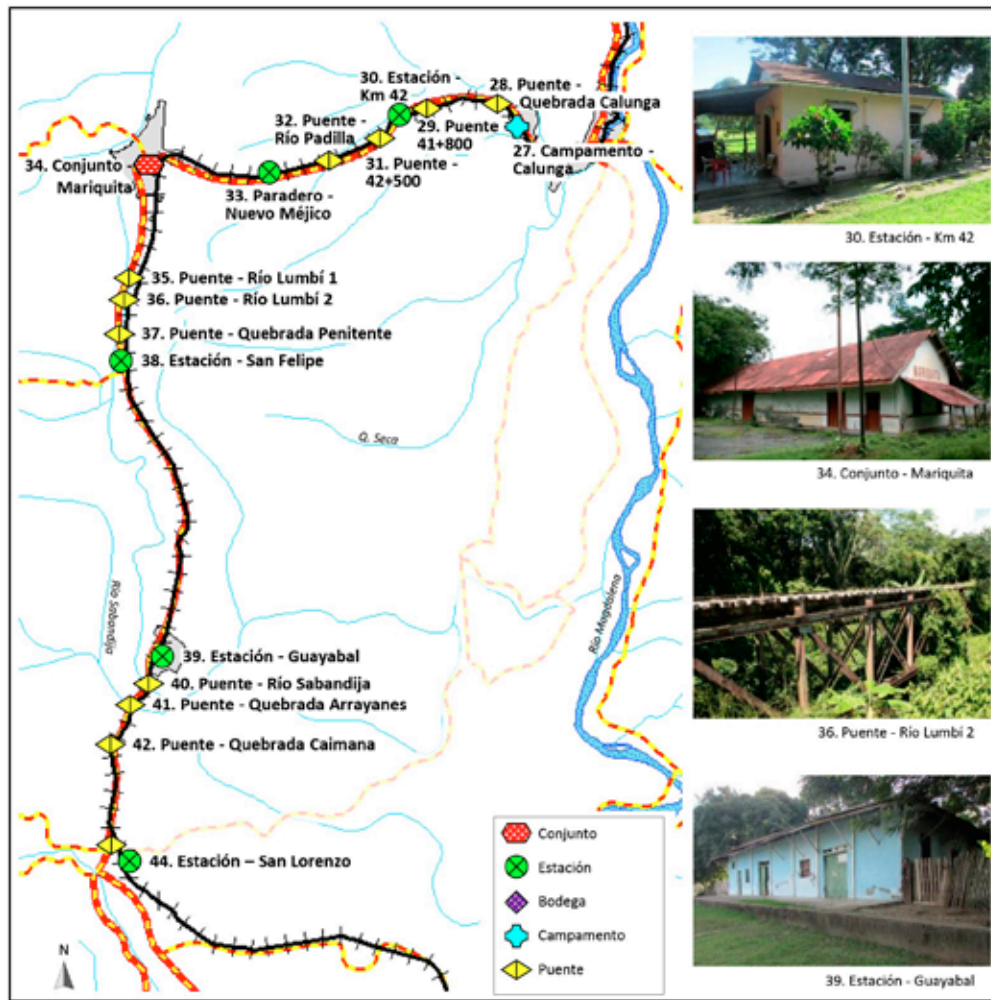 30. Estación -
Km 42
28. Puente -
Quebrada Calunga
32. Puente -
Río Padilla
29. Puente
41+800
34. Conjunto -
Mariquita
31. Puente -
42+500
27. Campamento -
Calunga
33. Paradero -
Nuevo Méjico
35. Puente - Río Lumbí 1
36. Puente - Río Lumbí 2
37. Puente - Quebrada Penitente
38. Estación - San Felipe
Q. Seca
Río Sabandija
Río Magdalena
39. Estación - Guayabal
40. Puente - Río Sabandija
41. Puente - Quebrada Arrayanes
42. Puente - Quebrada Caimana
44. Estación – San Lorenzo
N
Conjunto
Estación
Bodega
Campamento
Puente
30. Estación - Km 42
MARIQUITA
34. Conjunto - Mariquita
36. Puente - Río Lumbí 2
39. Estación - Guayabal